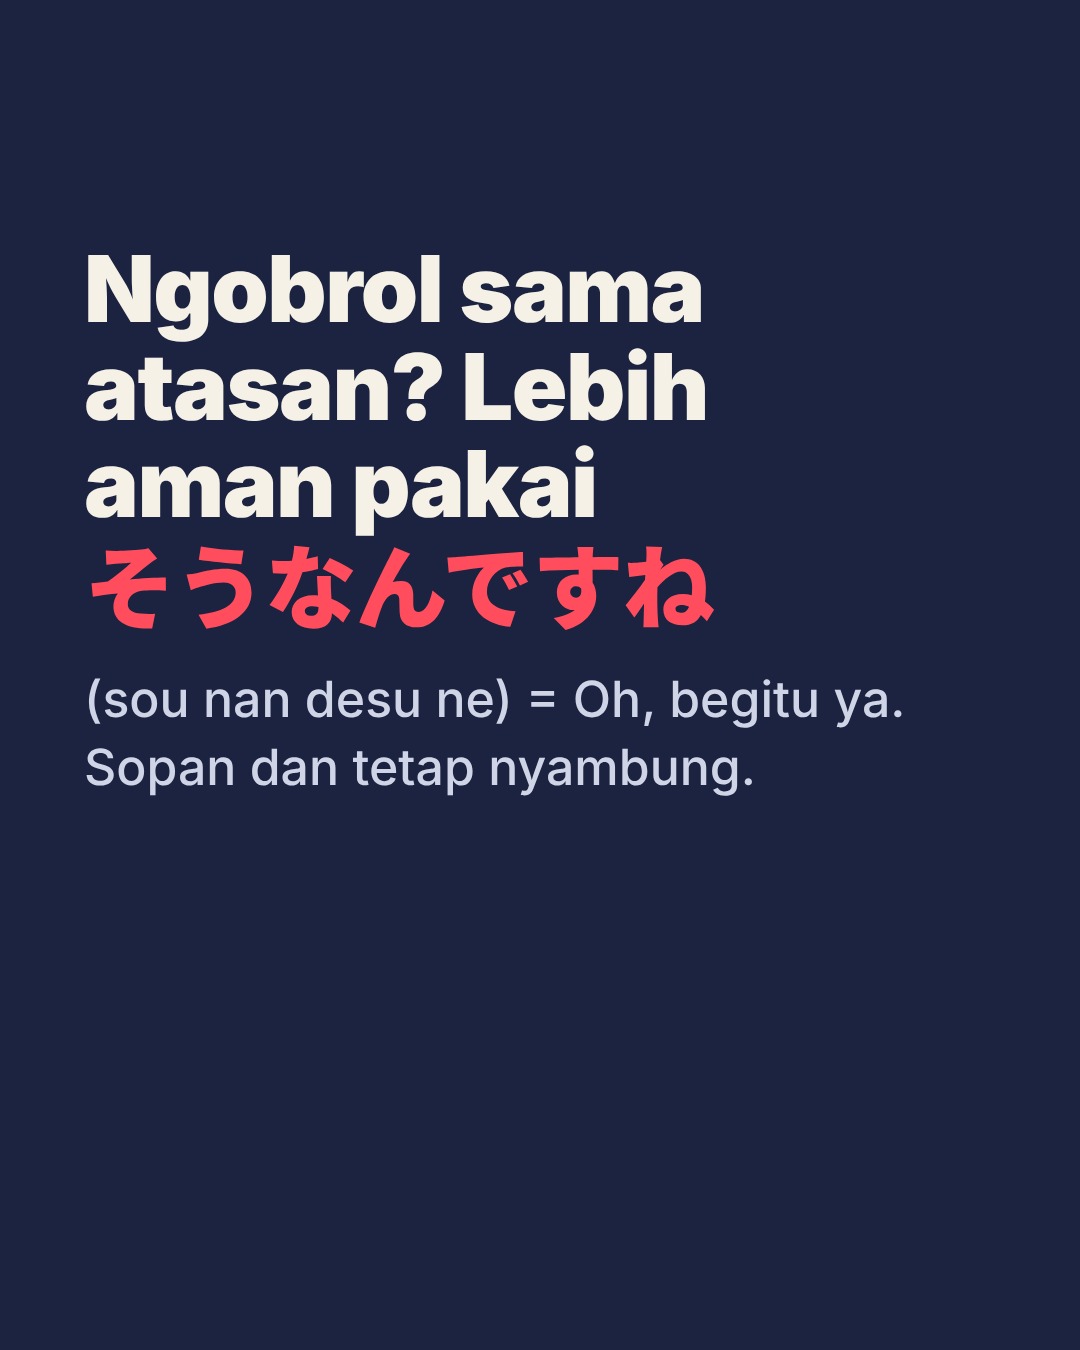 Ngobrol sama
atasan? Lebih
aman pakai
そうなんですね
(sou nan desu ne) = Oh, begitu ya.
Sopan dan tetap nyambung.